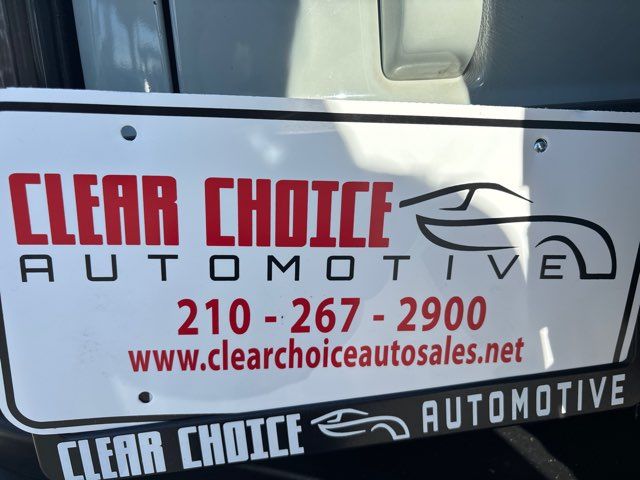 CLEAR CHOICE
AUTOMOTIVE
210 - 267 - 2900
www.clearchoiceautosales.net
CLEAR CHOICE AUTOMOTIVE